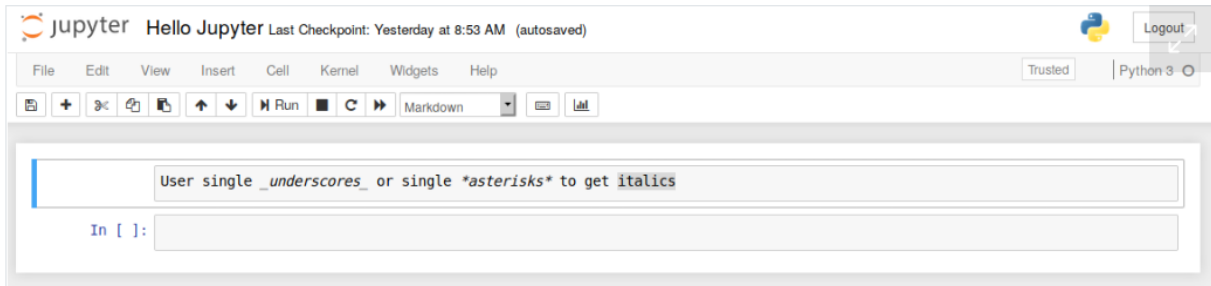 jupyter Hello Jupyter Last Checkpoint: Yesterday at 8:53 AM (autosaved) Logout
File Edit View Insert Cell Kernel Widgets Help Trusted Python 3
Run Markdown
User single _underscores_ or single *asterisks* to get italics
In [ ]: